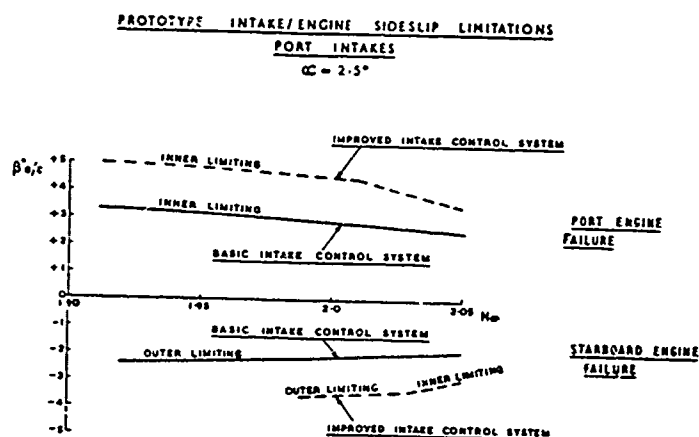 PROTOTYPE INTAKE/ENGINE SIDESLIP LIMITATIONS
PORT INTAKES
α = 2·5°
IMPROVED INTAKE CONTROL SYSTEM
INNER LIMITING
β°a/c
+5
+4
+3
+2
+1
0
INNER LIMITING
BASIC INTAKE CONTROL SYSTEM
PORT ENGINE
FAILURE
1·90
1·95
2·0
2·05
M∞
BASIC INTAKE CONTROL SYSTEM
OUTER LIMITING
-1
-2
-3
-4
-5
OUTER LIMITING
INNER LIMITING
IMPROVED INTAKE CONTROL SYSTEM
STARBOARD ENGINE
FAILURE